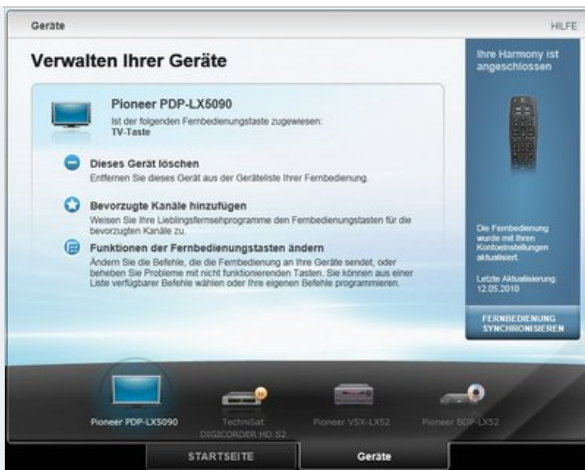 Geräte
HILFE
Verwalten Ihrer Geräte
Pioneer PDP-LX5090
Ist der folgenden Fernbedienungstaste zugewiesen:
TV-Taste
Dieses Gerät löschen
Entfernen Sie dieses Gerät aus der Geräteliste Ihrer Fernbedienung.
Bevorzugte Kanäle hinzufügen
Weisen Sie Ihre Lieblingsfernsehprogramme den Fernbedienungstasten für die
bevorzugten Kanäle zu.
Funktionen der Fernbedienungstasten ändern
Ändern Sie die Befehle, die die Fernbedienung an Ihre Geräte sendet, oder
beheben Sie Probleme mit nicht funktionierenden Tasten. Sie können aus einer
Liste verfügbarer Befehle wählen oder Ihre eigenen Befehle programmieren.
Ihre Harmony ist
angeschlossen
Die Fernbedienung
wurde mit Ihren
Kontoeinstellungen
aktualisiert.
Letzte Aktualisierung
12.05.2010
FERNBEDIENUNG
SYNCHRONISIEREN
Pioneer PDP-LX5090
TechniSat
DIGICORDER HD S2
Pioneer VSX-LX52
Pioneer BDP-LX52
STARTSEITE
Geräte